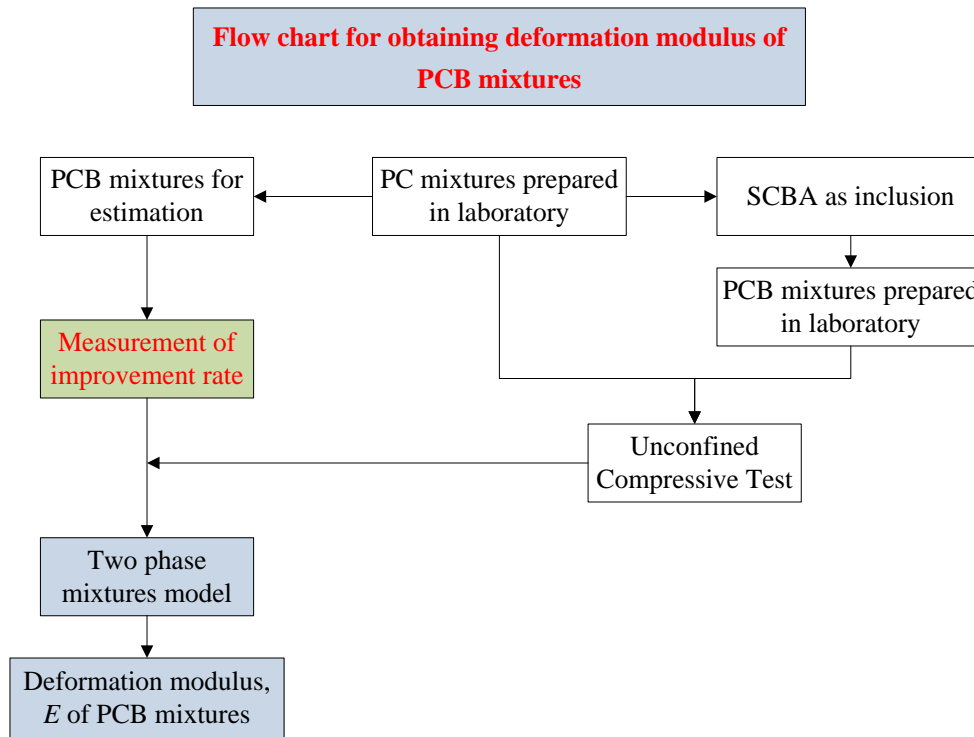 Flow chart for obtaining deformation modulus of
PCB mixtures
PCB mixtures for
estimation
PC mixtures prepared
in laboratory
SCBA as inclusion
PCB mixtures prepared
in laboratory
Measurement of
improvement rate
Unconfined
Compressive Test
Two phase
mixtures model
Deformation modulus,
E of PCB mixtures